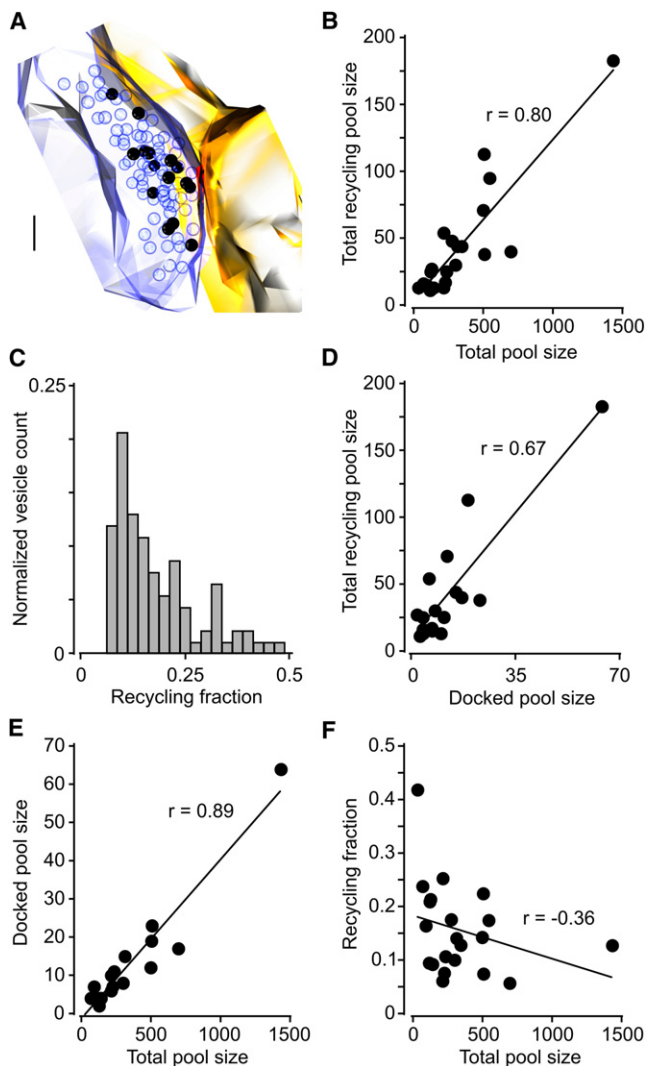 A
B
Total recycling pool size
200
150
100
50
0
r = 0.80
0 500 1000 1500
Total pool size
C
Normalized vesicle count
0.25
0
0 0.25 0.5
Recycling fraction
D
Total recycling pool size
200
150
100
50
0
r = 0.67
0 35 70
Docked pool size
E
Docked pool size
70
60
50
40
30
20
10
0
r = 0.89
0 500 1000 1500
Total pool size
F
Recycling fraction
0.5
0.4
0.3
0.2
0.1
0
r = -0.36
0 500 1000 1500
Total pool size